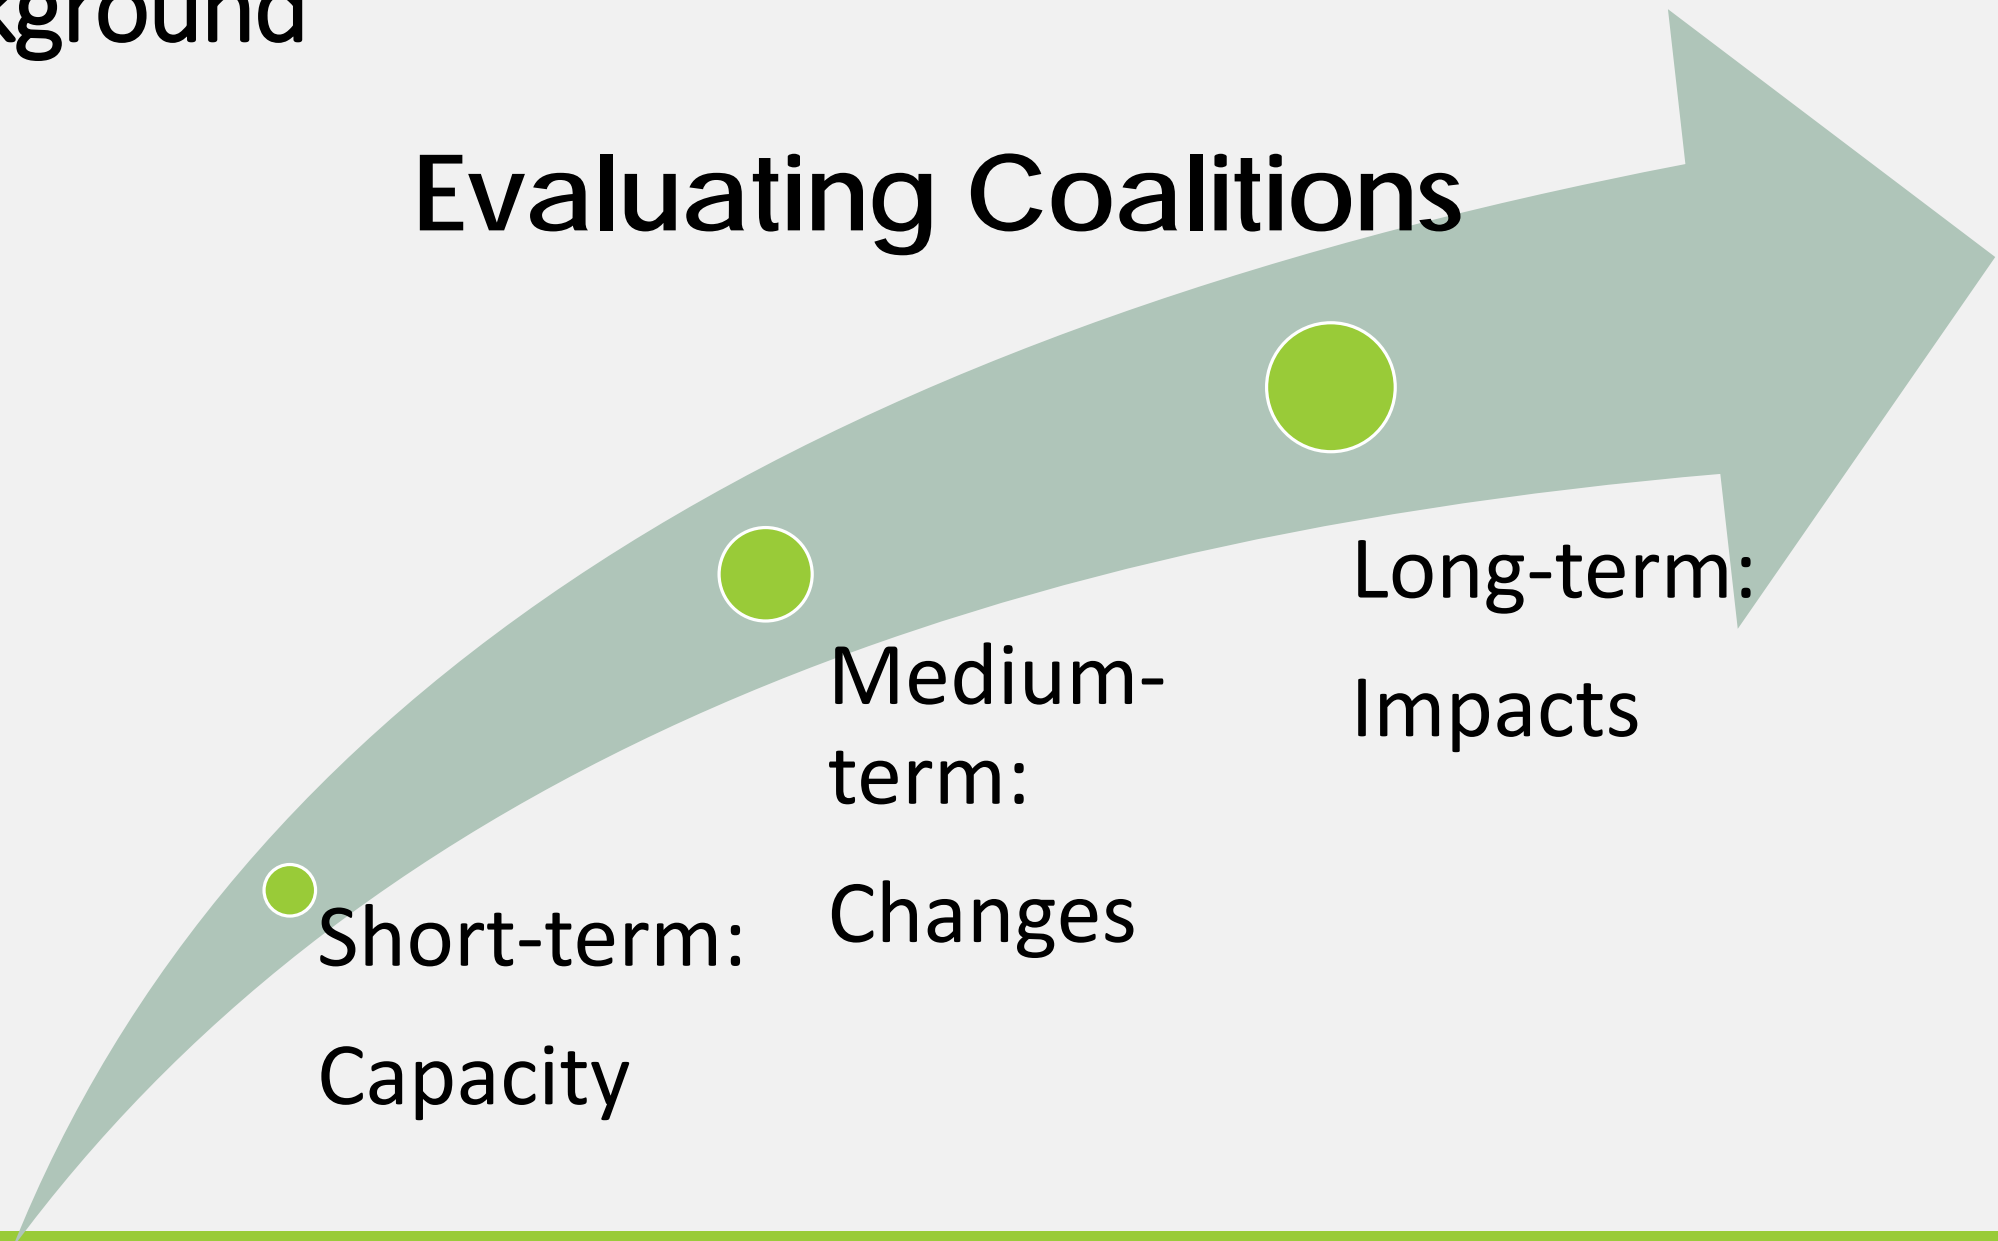 kground
Evaluating Coalitions
Long-term:
Impacts
Medium-
term:
Changes
Short-term:
Capacity